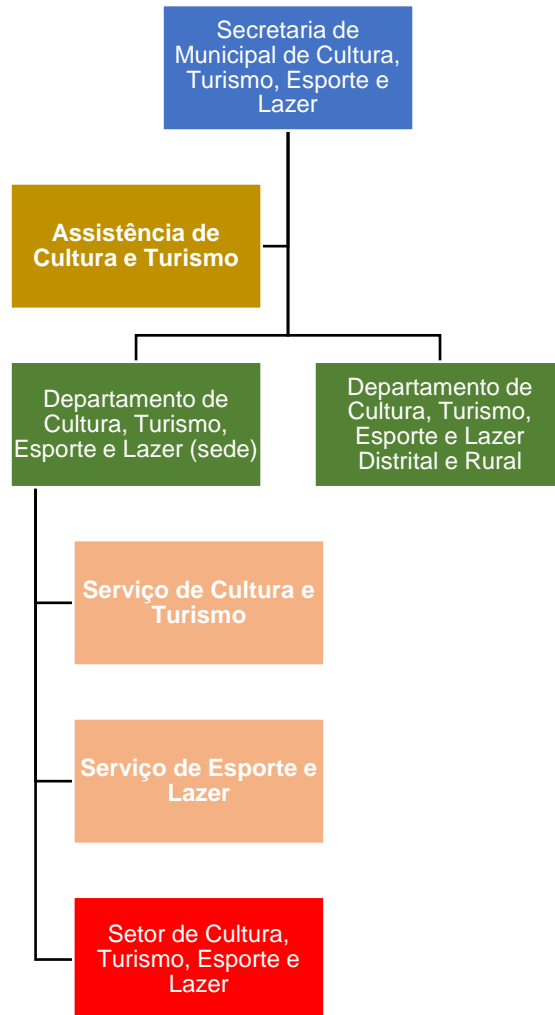 Secretaria de
Municipal de Cultura,
Turismo, Esporte e
Lazer
Assistência de
Cultura e Turismo
Departamento de
Cultura, Turismo,
Esporte e Lazer (sede)
Departamento de
Cultura, Turismo,
Esporte e Lazer
Distrital e Rural
Serviço de Cultura e
Turismo
Serviço de Esporte e
Lazer
Setor de Cultura,
Turismo, Esporte e
Lazer